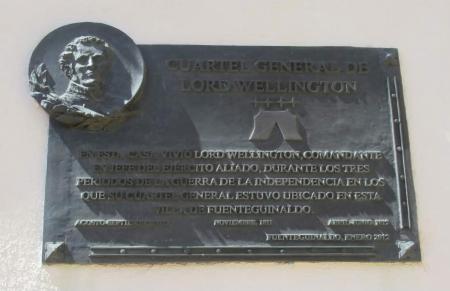 CUARTEL GENERAL DE
LORD WELLINGTON
EN ESTA CASA VIVIÓ LORD WELLINGTON, COMANDANTE
EN JEFE DEL EJÉRCITO ALIADO, DURANTE LOS TRES
PERIODOS DE LA GUERRA DE LA INDEPENDENCIA EN LOS
QUE SU CUARTEL GENERAL ESTUVO UBICADO EN ESTA
VILLA DE FUENTEGUINALDO.
NOVIEMBRE
FUENTEGUINALDO, ENERO 2012